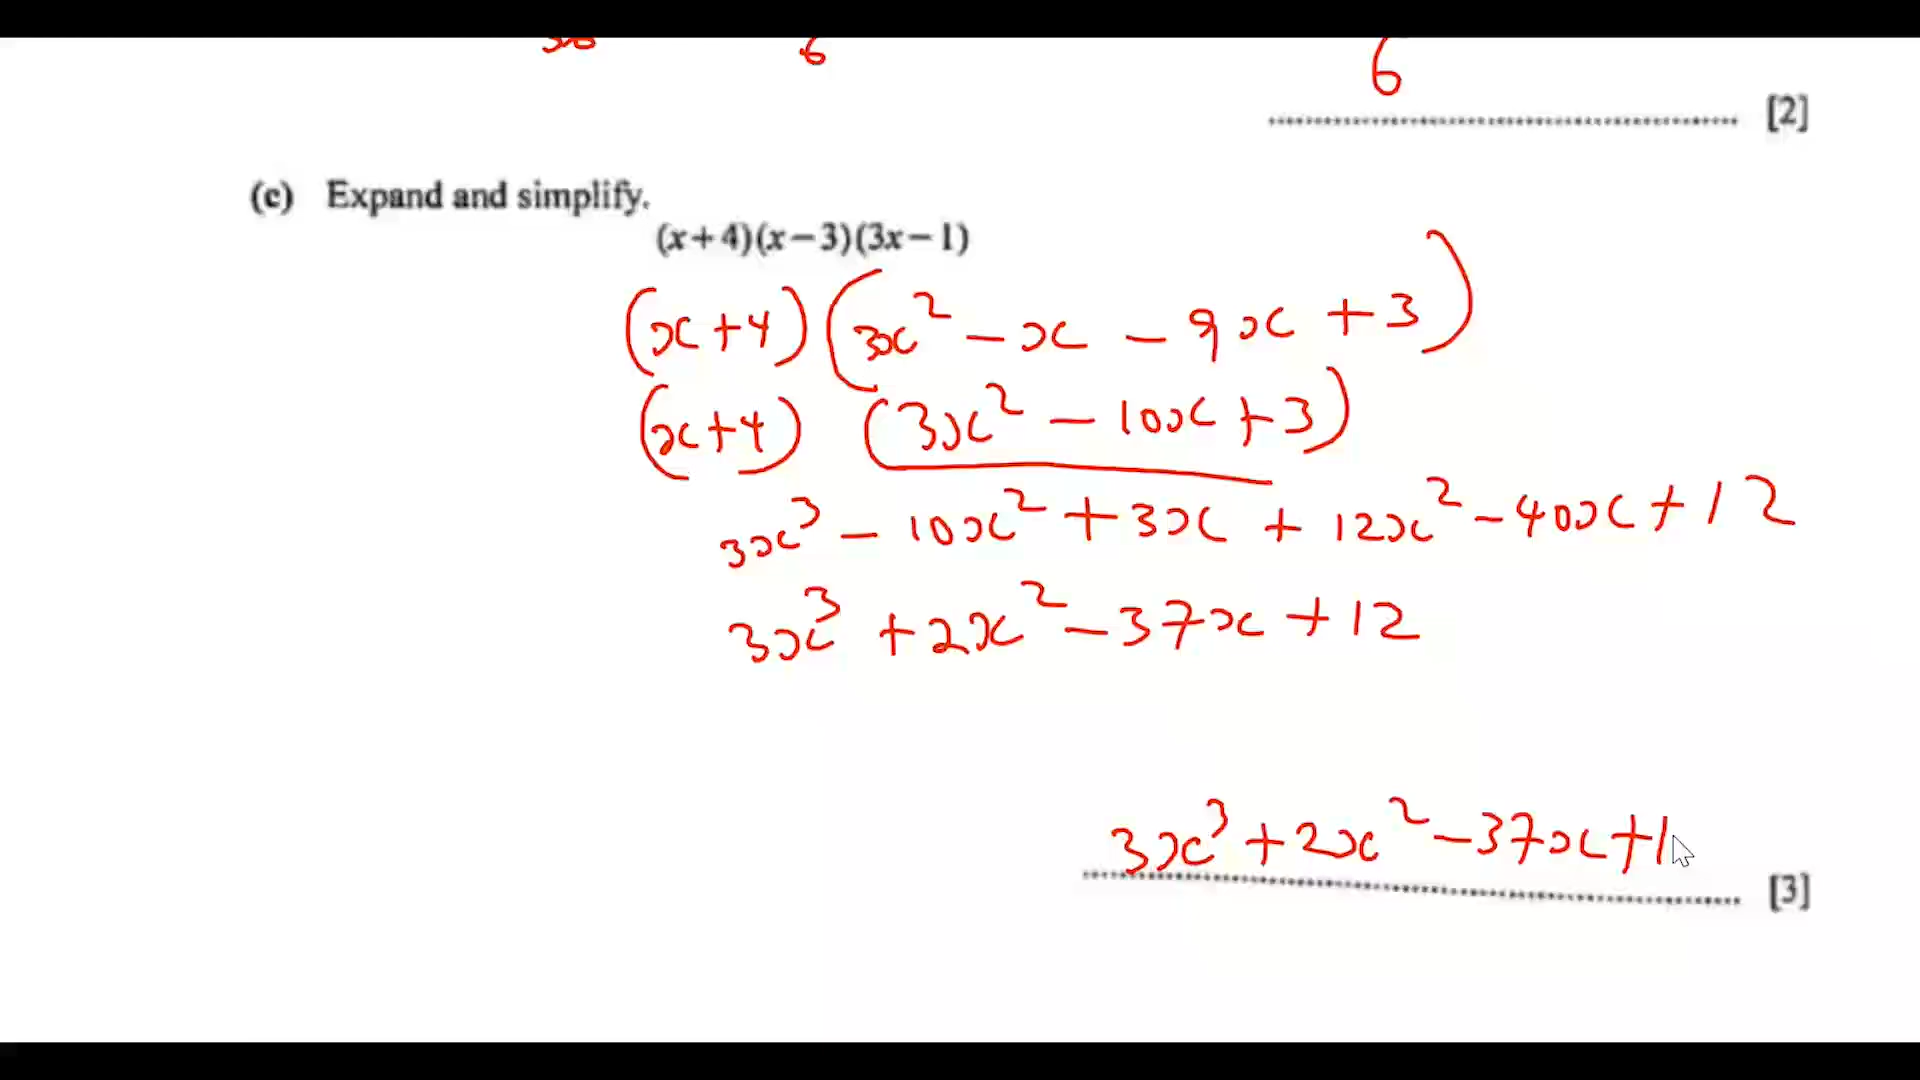 6 6
[2]
(c) Expand and simplify.
(x+4)(x−3)(3x−1)
(x+4)(3x² − x − 9x + 3)
(x+4) (3x² − 10x + 3)
3x³ − 10x² + 3x + 12x² − 40x + 12
3x³ + 2x² − 37x + 12
3x³ + 2x² − 37x + 1
[3]